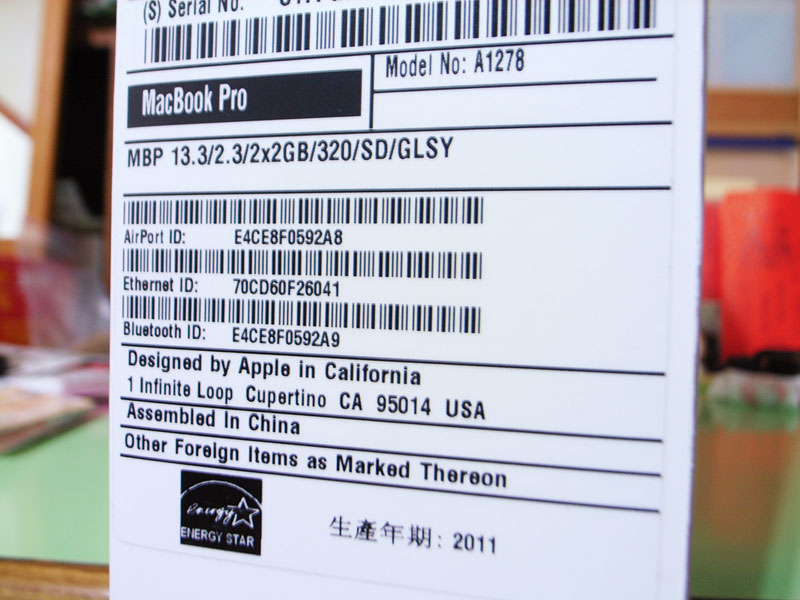 (S) Serial No.
Model No: A1278
MacBook Pro
MBP 13.3/2.3/2x2GB/320/SD/GLSY
AirPort ID: E4CE8F0592A8
Ethernet ID: 70CD60F26041
Bluetooth ID: E4CE8F0592A9
Designed by Apple in California
1 Infinite Loop Cupertino CA 95014 USA
Assembled In China
Other Foreign Items as Marked Thereon
energy
ENERGY STAR
生產年期: 2011